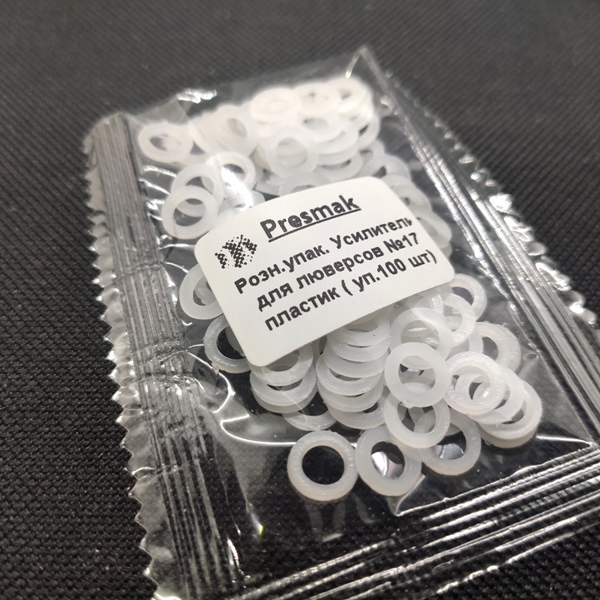 Presmak
Розн.упак. Усилитель
для люверсов №17
пластик ( уп.100 шт)